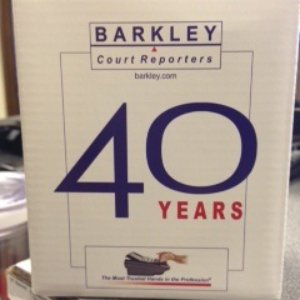 BARKLEY
Court Reporters
barkley.com
40
YEARS
The Most Trusted Hands in the Profession®